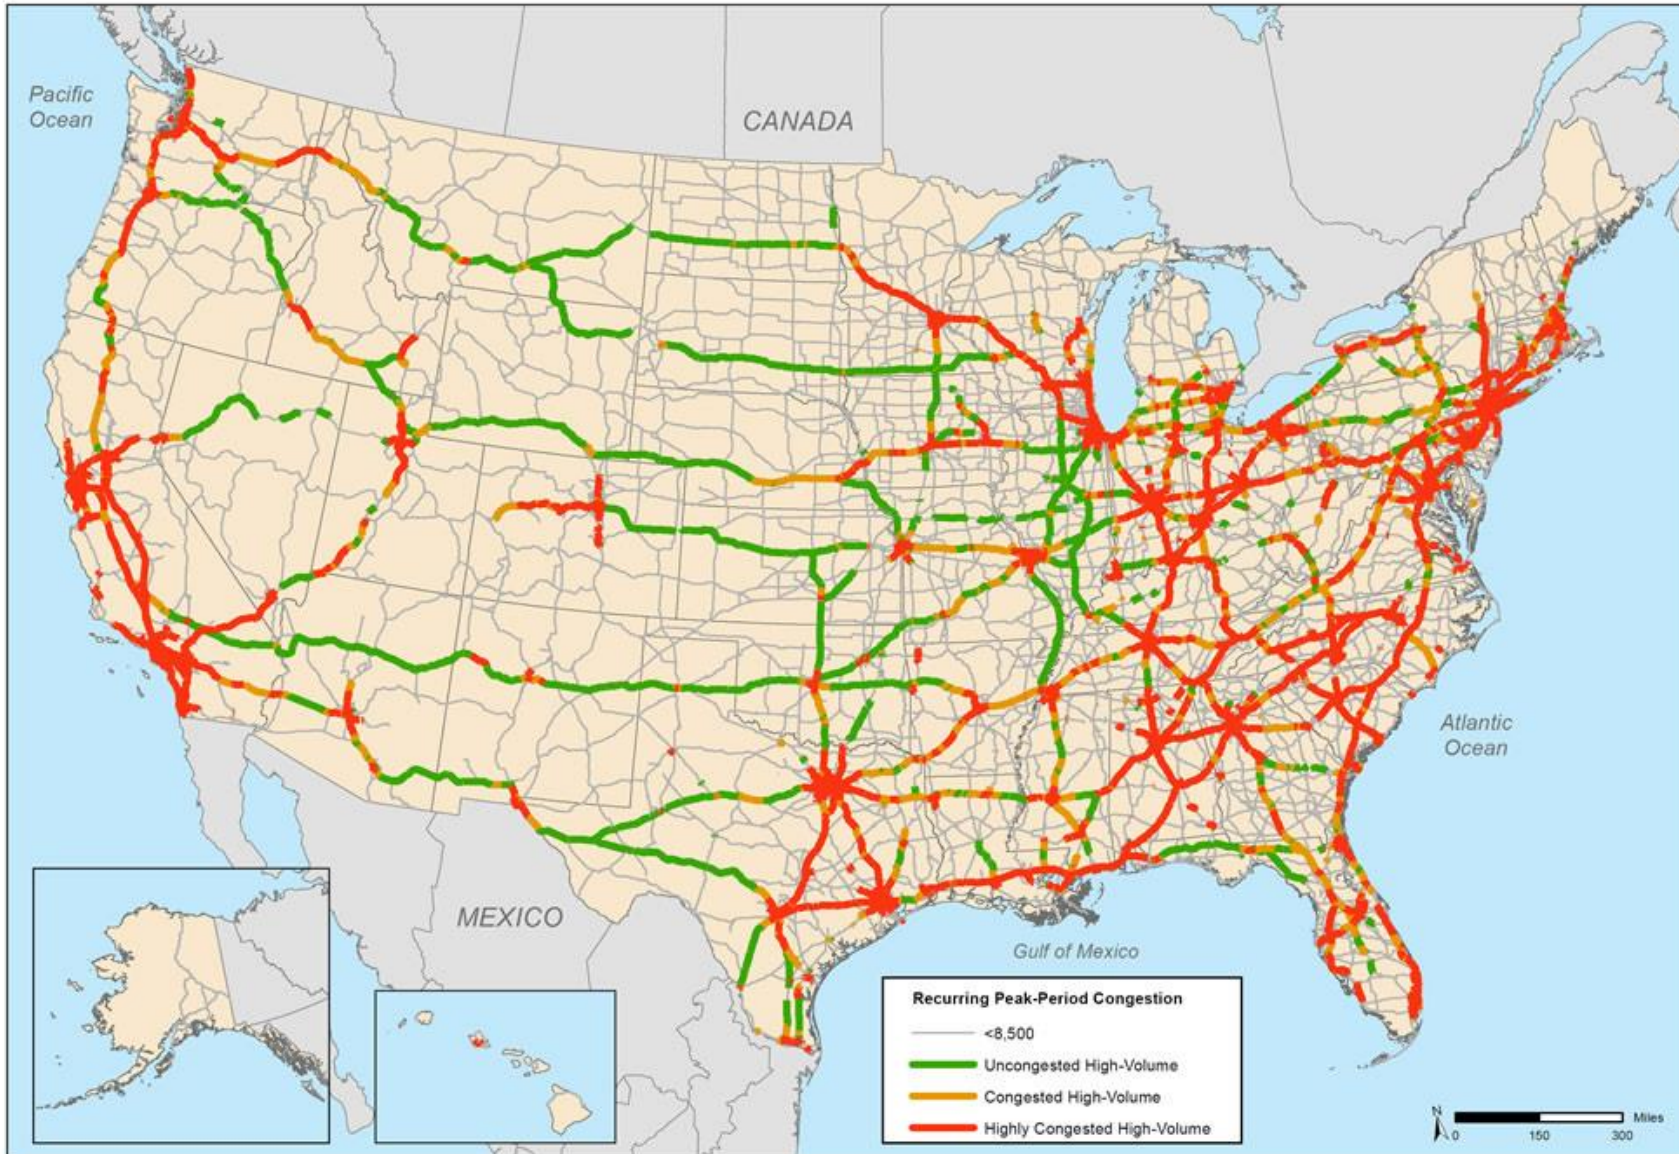 Pacific
Ocean
CANADA
Atlantic
Ocean
MEXICO
Gulf of Mexico
Recurring Peak-Period Congestion
<8,500
Uncongested High-Volume
Congested High-Volume
Highly Congested High-Volume
N
Miles
0 150 300